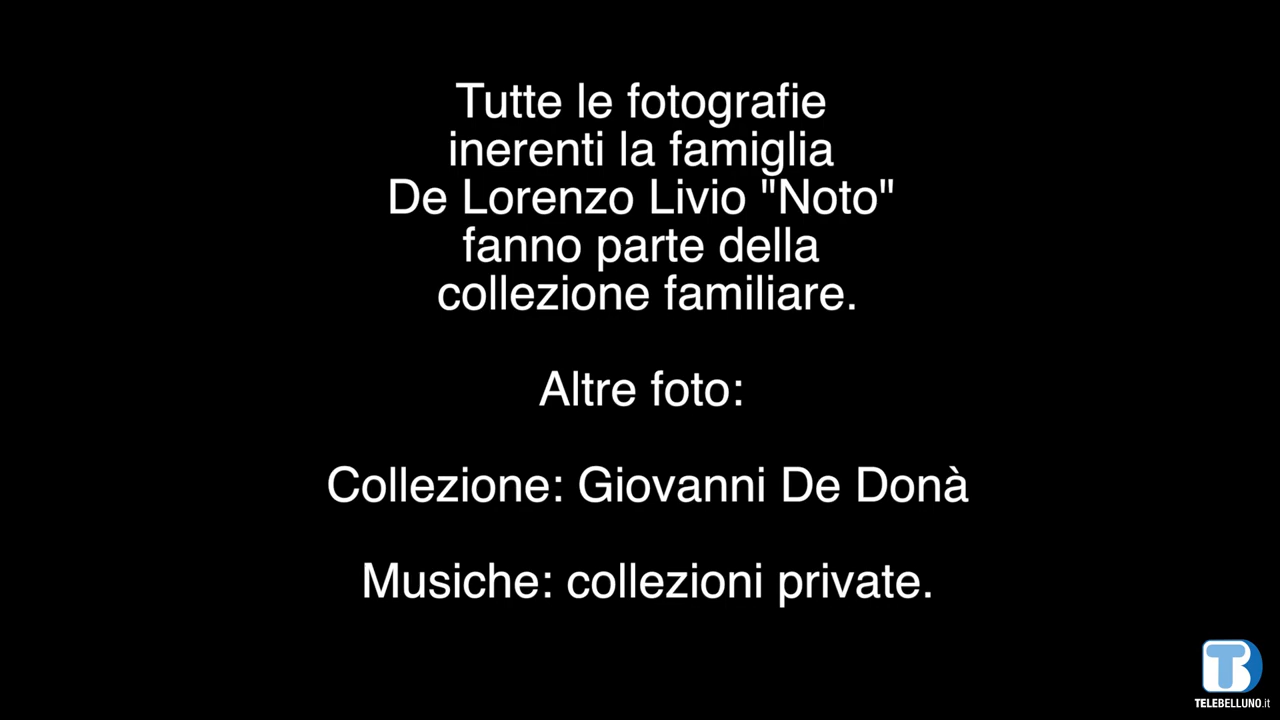 Tutte le fotografie
inerenti la famiglia
De Lorenzo Livio "Noto"
fanno parte della
collezione familiare.
Altre foto:
Collezione: Giovanni De Donà
Musiche: collezioni private.
TB
TELEBELLUNO.it